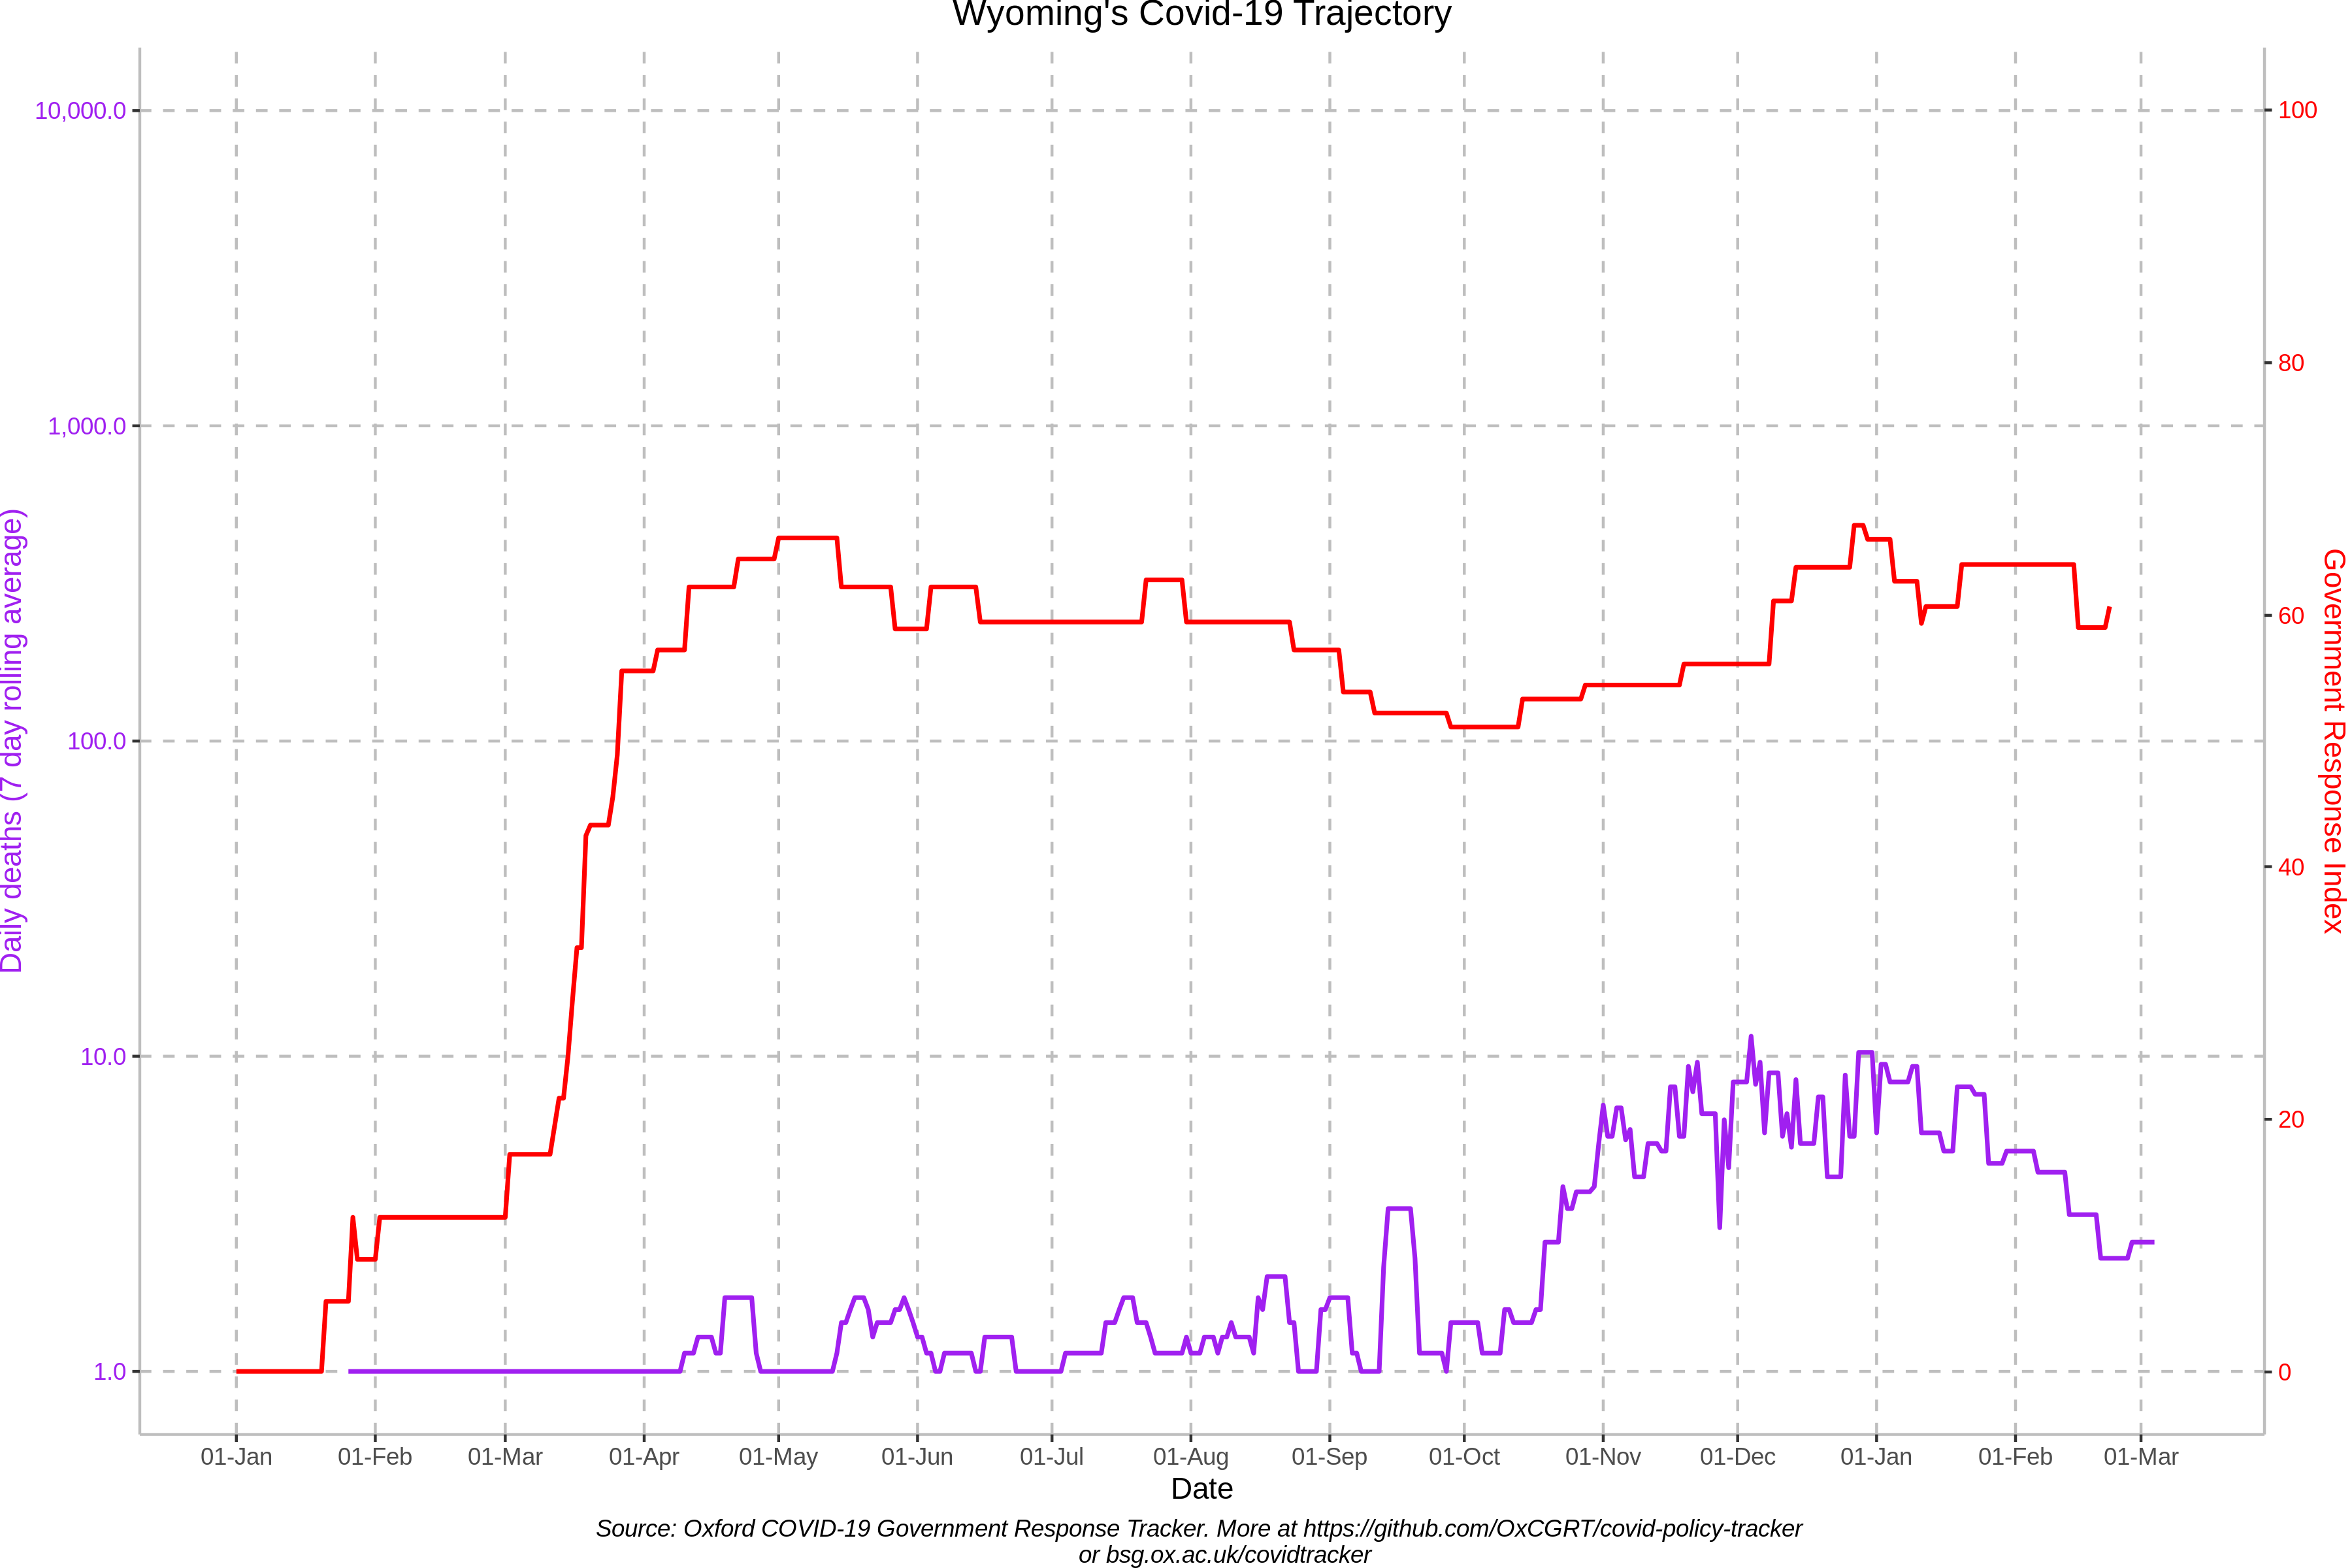 Wyoming's Covid-19 Trajectory
10,000.0
1,000.0
100.0
10.0
1.0
Daily deaths (7 day rolling average)
100
80
60
40
20
0
Government Response Index
01-Jan 01-Feb 01-Mar 01-Apr 01-May 01-Jun 01-Jul 01-Aug 01-Sep 01-Oct 01-Nov 01-Dec 01-Jan 01-Feb 01-Mar
Date
Source: Oxford COVID-19 Government Response Tracker. More at https://github.com/OxCGRT/covid-policy-tracker
or bsg.ox.ac.uk/covidtracker